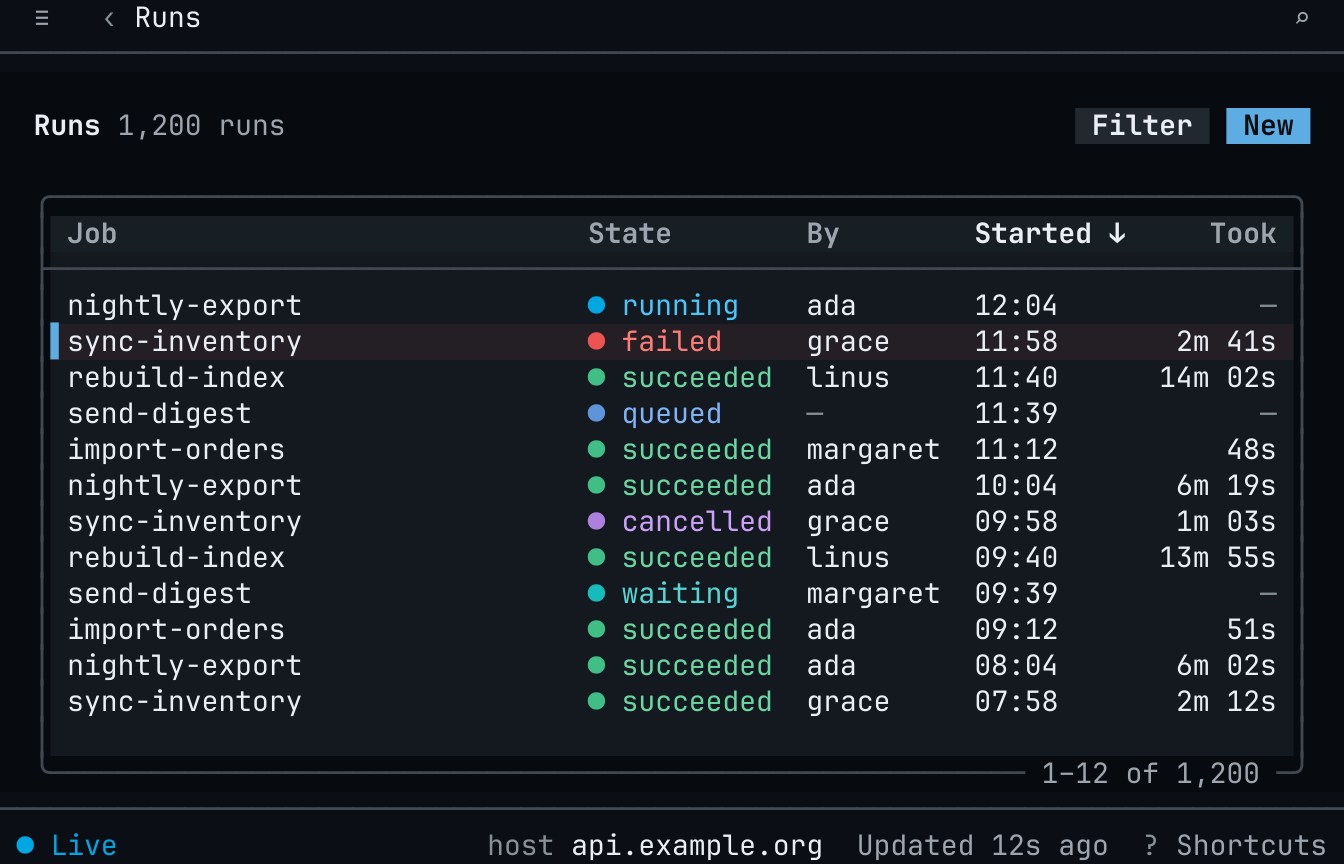 ☰ ‹ Runs ⌕
Runs 1,200 runs Filter New
Job State By Started ↓ Took
nightly-export ● running ada 12:04 —
sync-inventory ● failed grace 11:58 2m 41s
rebuild-index ● succeeded linus 11:40 14m 02s
send-digest ● queued — 11:39 —
import-orders ● succeeded margaret 11:12 48s
nightly-export ● succeeded ada 10:04 6m 19s
sync-inventory ● cancelled grace 09:58 1m 03s
rebuild-index ● succeeded linus 09:40 13m 55s
send-digest ● waiting margaret 09:39 —
import-orders ● succeeded ada 09:12 51s
nightly-export ● succeeded ada 08:04 6m 02s
sync-inventory ● succeeded grace 07:58 2m 12s
1–12 of 1,200
● Live host api.example.org Updated 12s ago ? Shortcuts